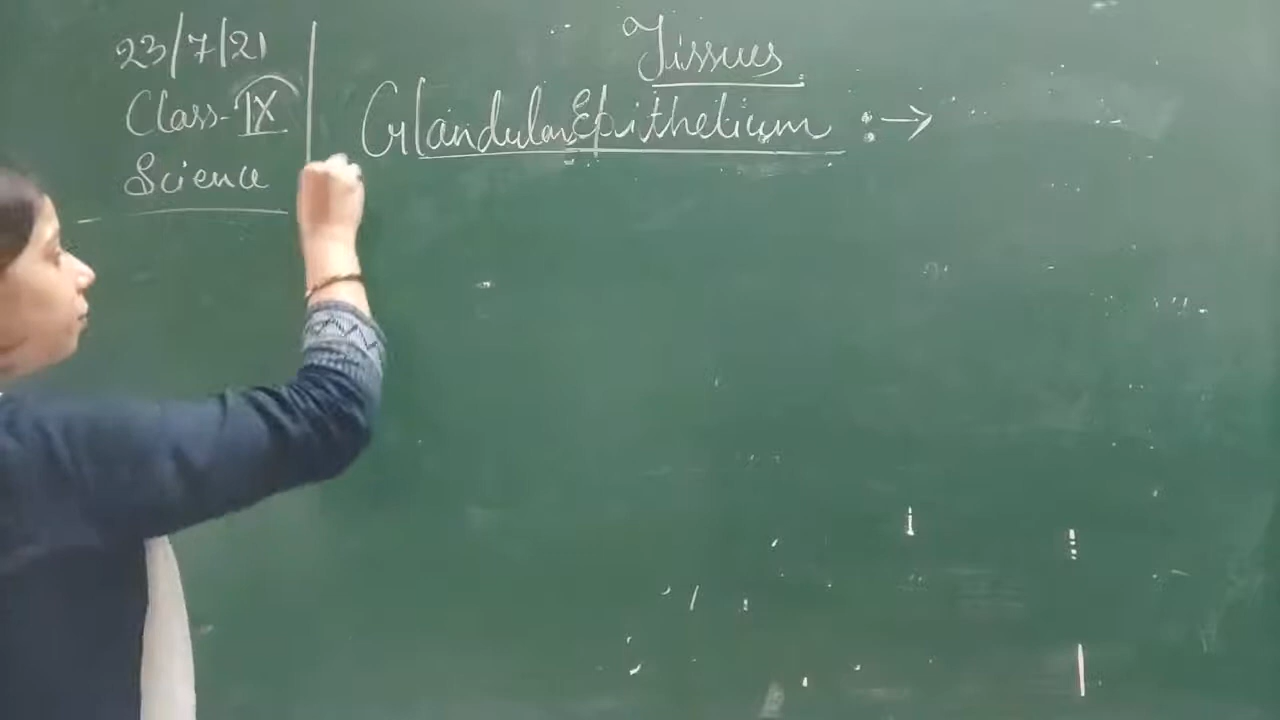 23/7/21
Class-IX
Science
Tissues
Glandular Epithelium :->